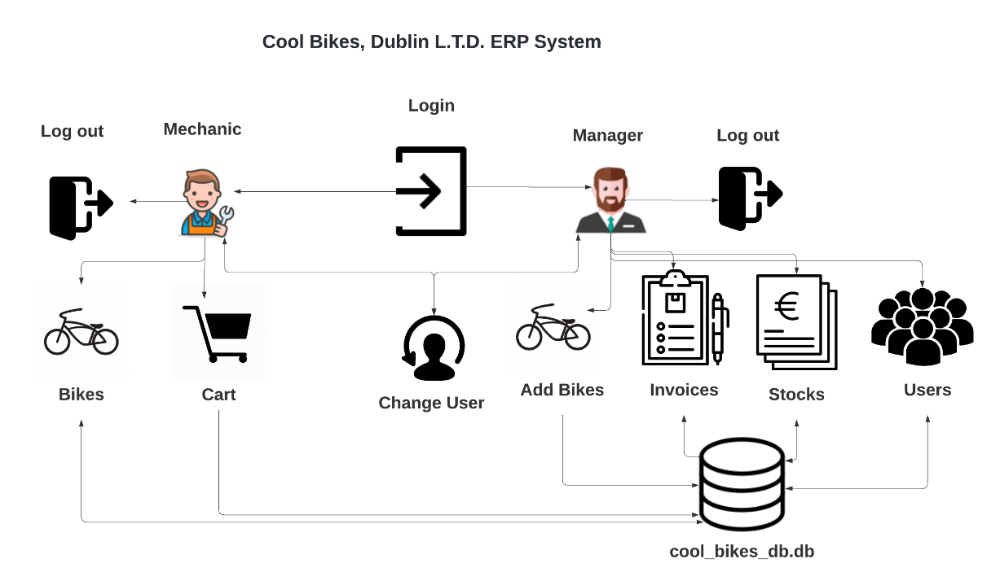 Cool Bikes, Dublin L.T.D. ERP System
Login
Log out
Mechanic
Manager
Log out
Bikes
Cart
Change User
Add Bikes
Invoices
Stocks
Users
cool_bikes_db.db